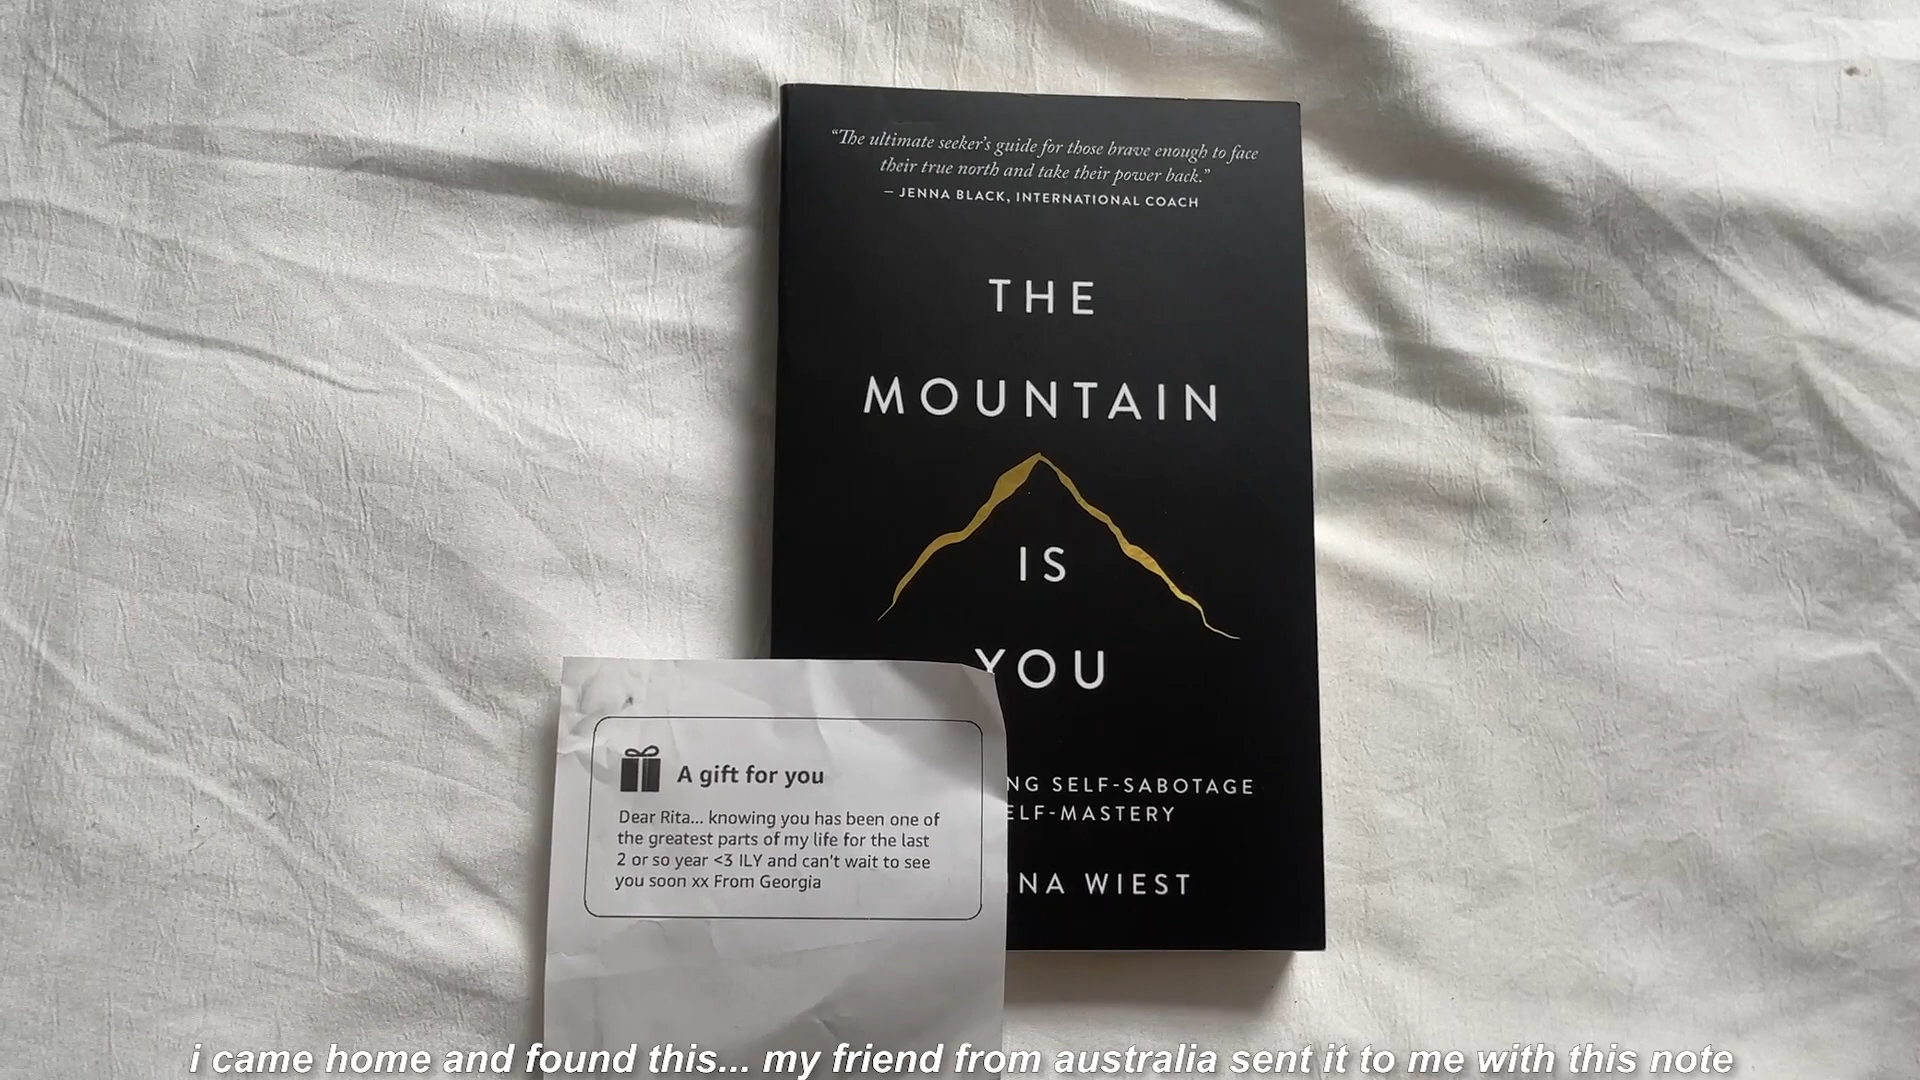 “The ultimate seeker’s guide for those brave enough to face
their true north and take their power back.”
– JENNA BLACK, INTERNATIONAL COACH
THE
MOUNTAIN
IS
YOU
NG SELF-SABOTAGE
ELF-MASTERY
NA WIEST
A gift for you
Dear Rita... knowing you has been one of
the greatest parts of my life for the last
2 or so year <3 ILY and can't wait to see
you soon xx From Georgia
i came home and found this... my friend from australia sent it to me with this note